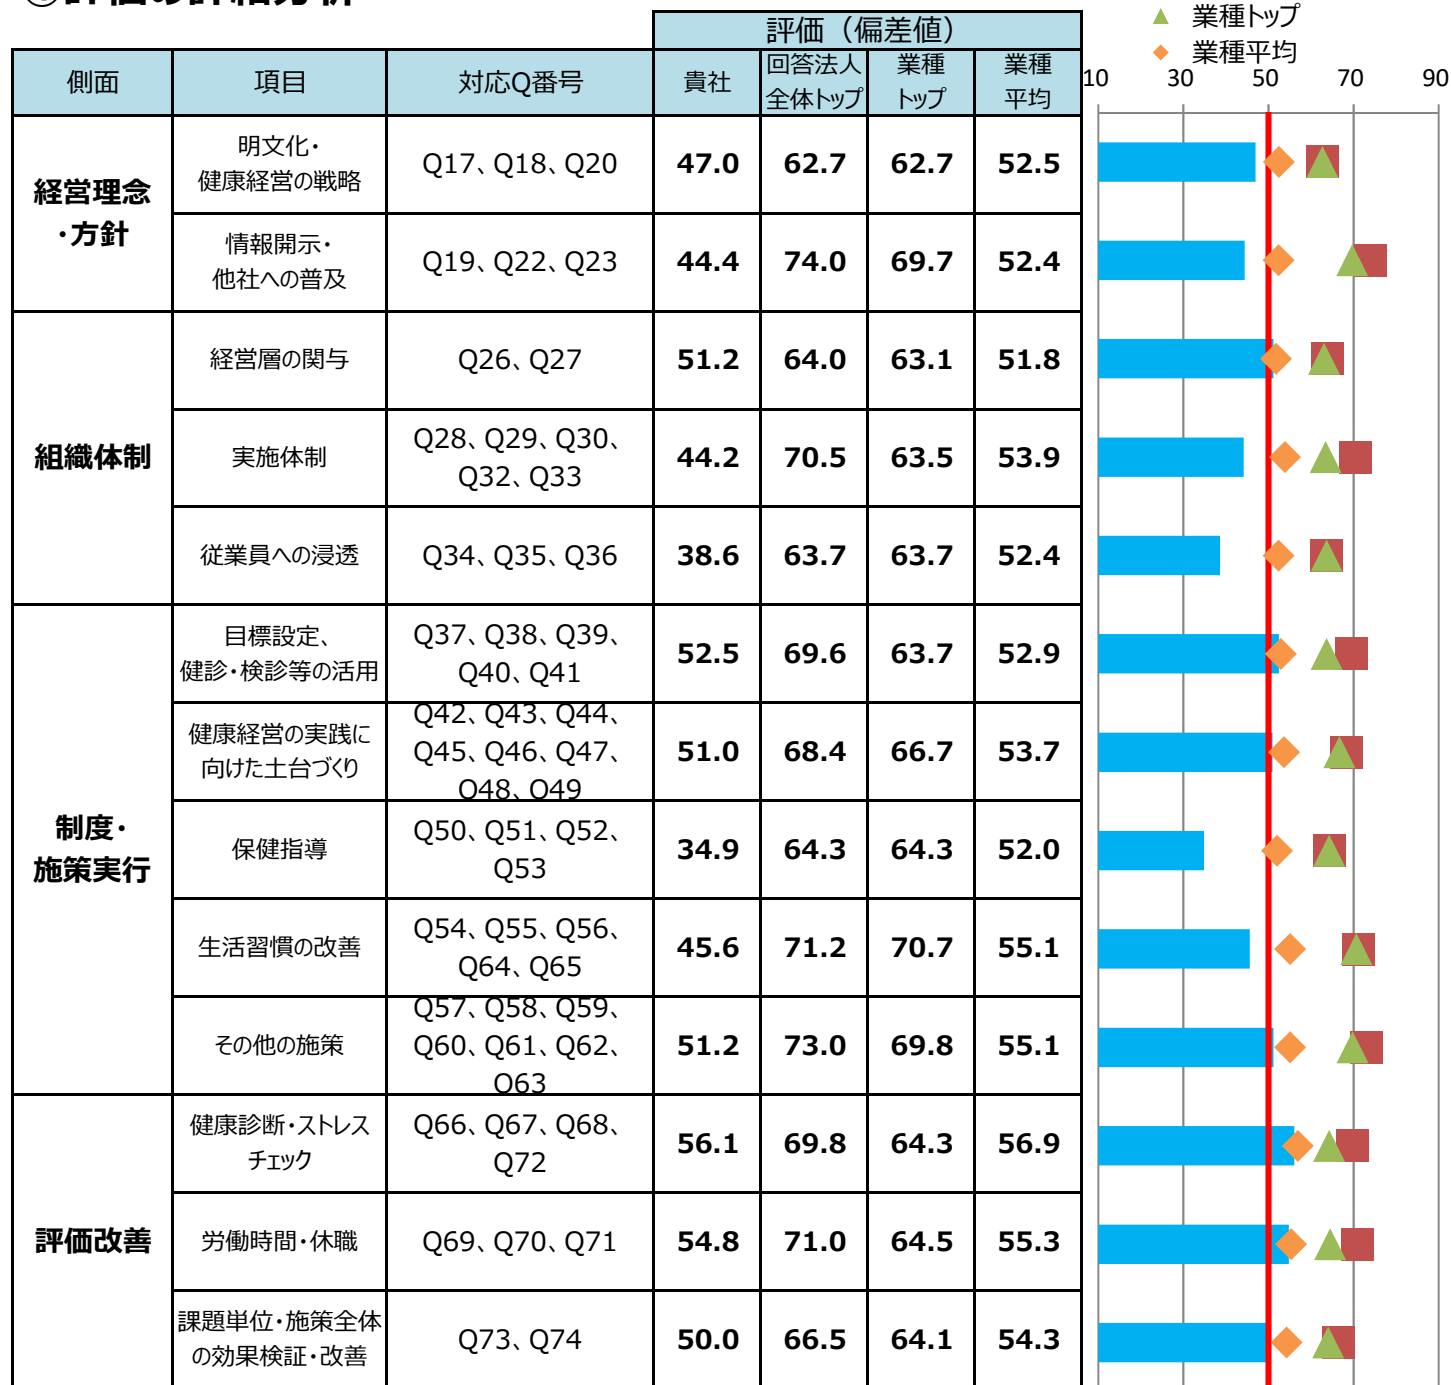 ▲ 業種トップ
◆ 業種平均
10 30 50 70 90
評価（偏差値）
側面 項目 対応Q番号 貴社 回答法人 業種 業種
全体トップ トップ 平均
経営理念
・方針
明文化・
健康経営の戦略
Q17、Q18、Q20 47.0 62.7 62.7 52.5
情報開示・
他社への普及
Q19、Q22、Q23 44.4 74.0 69.7 52.4
組織体制
経営層の関与 Q26、Q27 51.2 64.0 63.1 51.8
実施体制
Q28、Q29、Q30、
Q32、Q33
44.2 70.5 63.5 53.9
従業員への浸透 Q34、Q35、Q36 38.6 63.7 63.7 52.4
制度・
施策実行
目標設定、
健診・検診等の活用
Q37、Q38、Q39、
Q40、Q41
52.5 69.6 63.7 52.9
健康経営の実践に
向けた土台づくり
Q42、Q43、Q44、
Q45、Q46、Q47、
Q48、Q49
51.0 68.4 66.7 53.7
保健指導
Q50、Q51、Q52、
Q53
34.9 64.3 64.3 52.0
生活習慣の改善
Q54、Q55、Q56、
Q64、Q65
45.6 71.2 70.7 55.1
その他の施策
Q57、Q58、Q59、
Q60、Q61、Q62、
Q63
51.2 73.0 69.8 55.1
評価改善
健康診断・ストレス
チェック
Q66、Q67、Q68、
Q72
56.1 69.8 64.3 56.9
労働時間・休職 Q69、Q70、Q71 54.8 71.0 64.5 55.3
課題単位・施策全体
の効果検証・改善
Q73、Q74 50.0 66.5 64.1 54.3